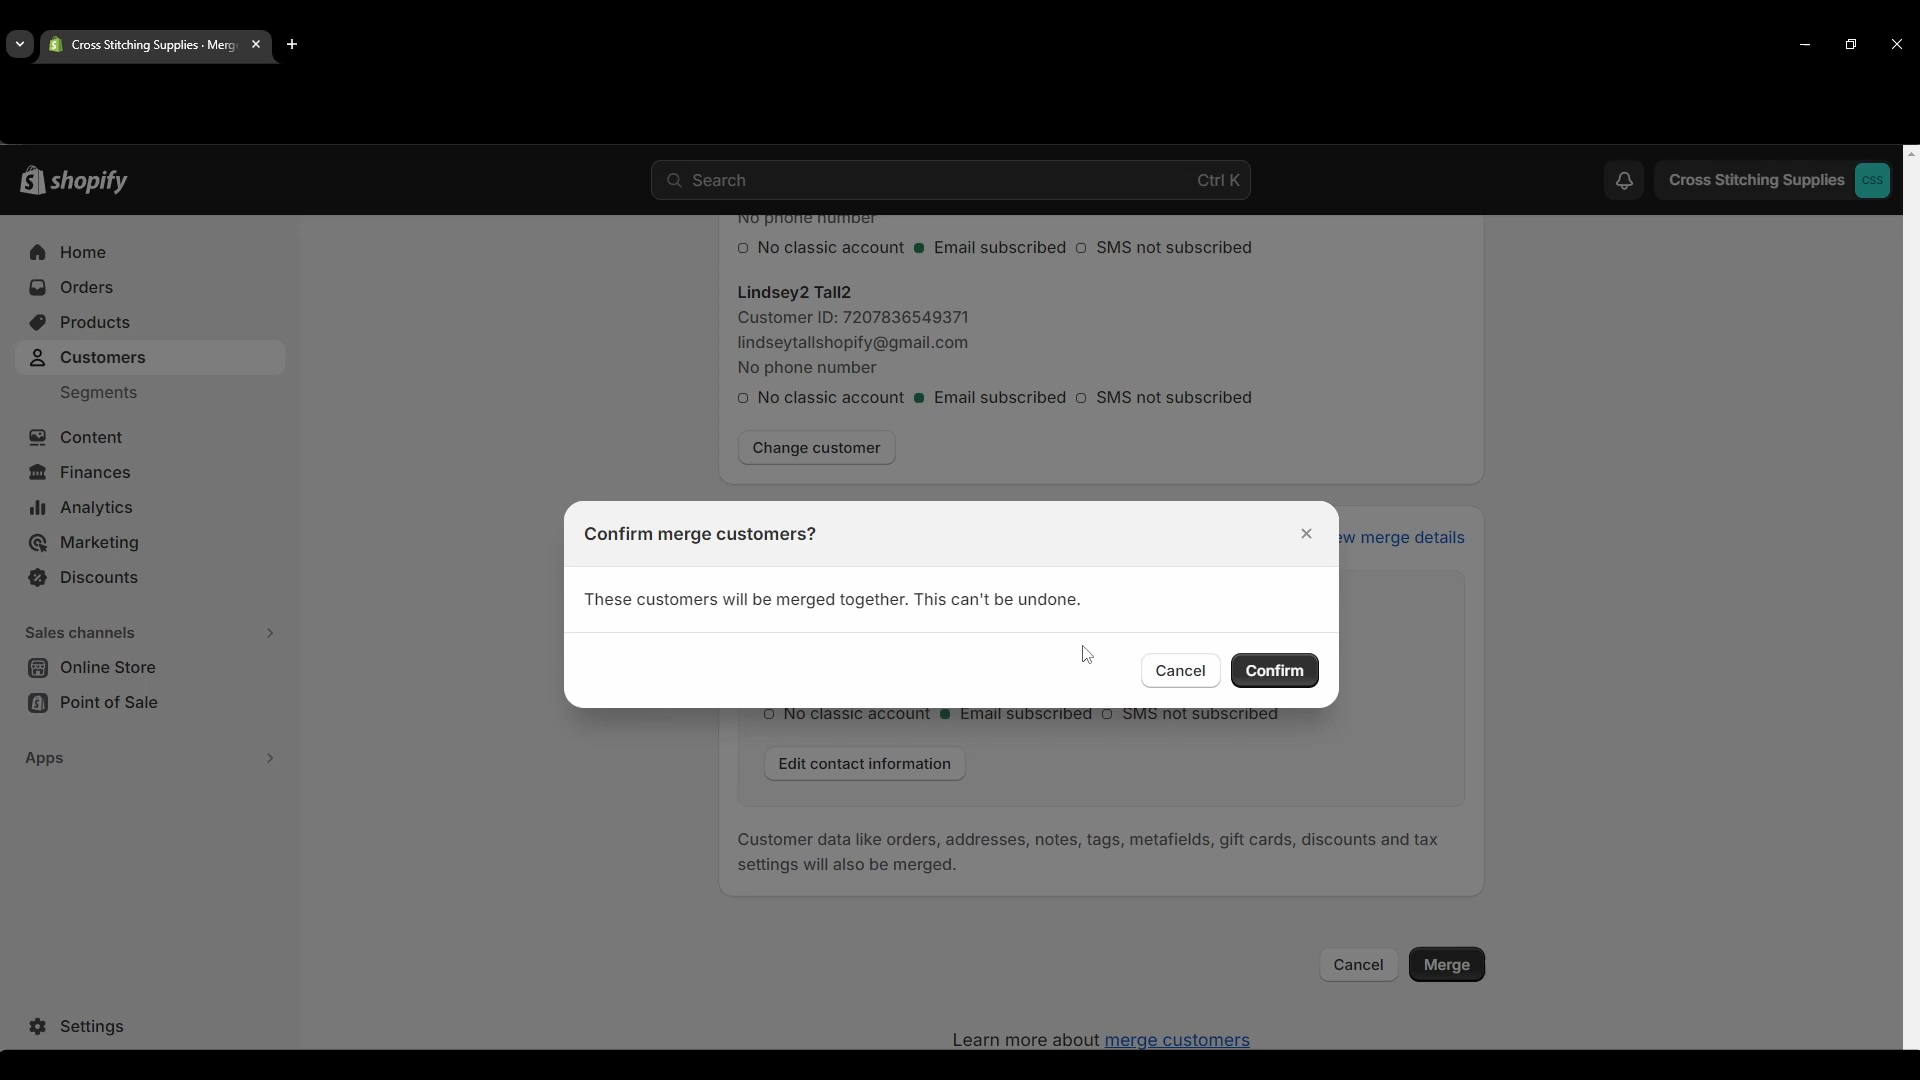 Cross Stitching Supplies · Merg
shopify
Search
Ctrl K
Cross Stitching Supplies
CSS
Home
Orders
Products
Customers
Segments
Content
Finances
Analytics
Marketing
Discounts
Sales channels
Online Store
Point of Sale
Apps
Settings
No phone number
No classic account Email subscribed SMS not subscribed
Lindsey2 Tall2
Customer ID: 7207836549371
lindseytallshopify@gmail.com
No phone number
No classic account Email subscribed SMS not subscribed
Change customer
ew merge details
Confirm merge customers?
These customers will be merged together. This can't be undone.
Cancel
Confirm
No classic account Email subscribed SMS not subscribed
Edit contact information
Customer data like orders, addresses, notes, tags, metafields, gift cards, discounts and tax
settings will also be merged.
Cancel
Merge
Learn more about merge customers